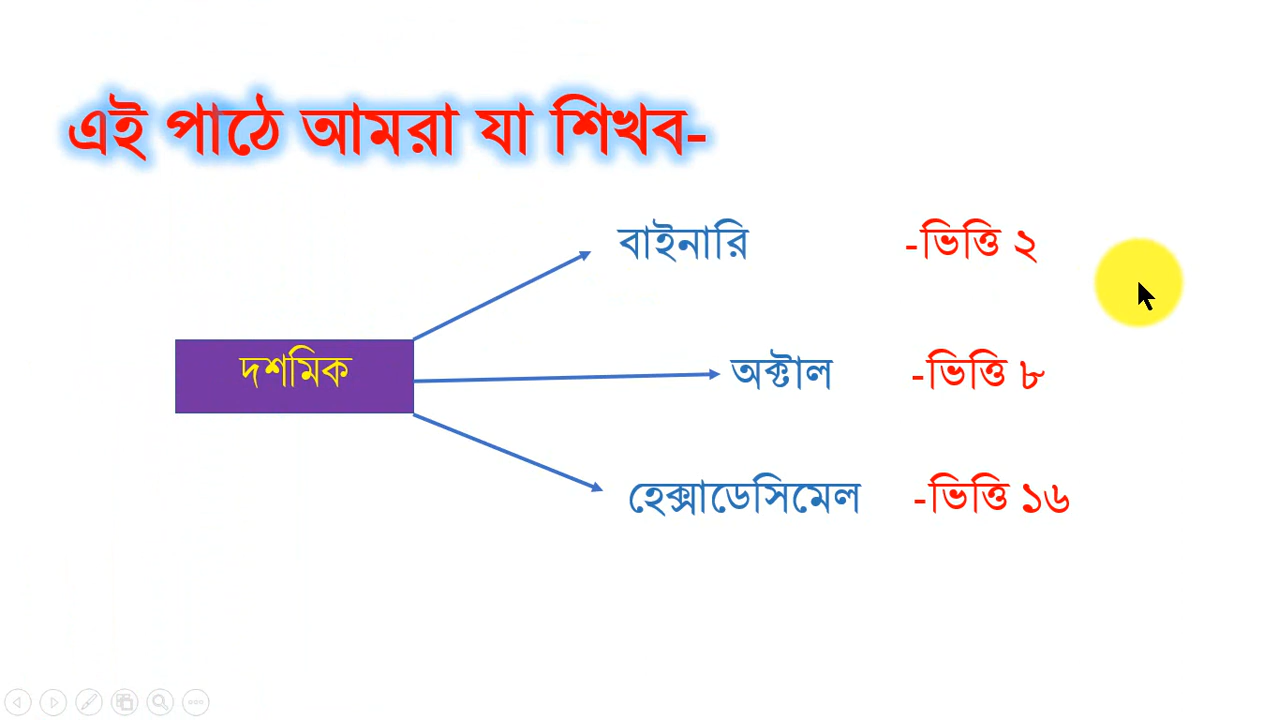 এই পাঠে আমরা যা শিখব-
বাইনারি -ভিত্তি ২
দশমিক
অক্টাল -ভিত্তি ৮
হেক্সাডেসিমেল -ভিত্তি ১৬